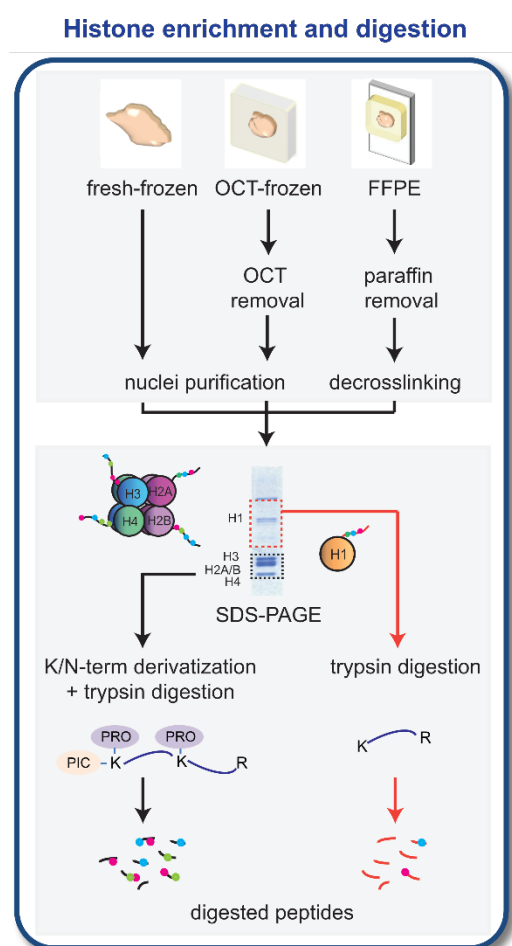 Histone enrichment and digestion
fresh-frozen OCT-frozen FFPE
OCT
removal
paraffin
removal
nuclei purification decrosslinking
H3 H2A
H4 H2B
H1
H3
H2A/B
H4
H1
SDS-PAGE
K/N-term derivatization
+ trypsin digestion
trypsin digestion
PRO PRO
PIC K K R
K R
digested peptides